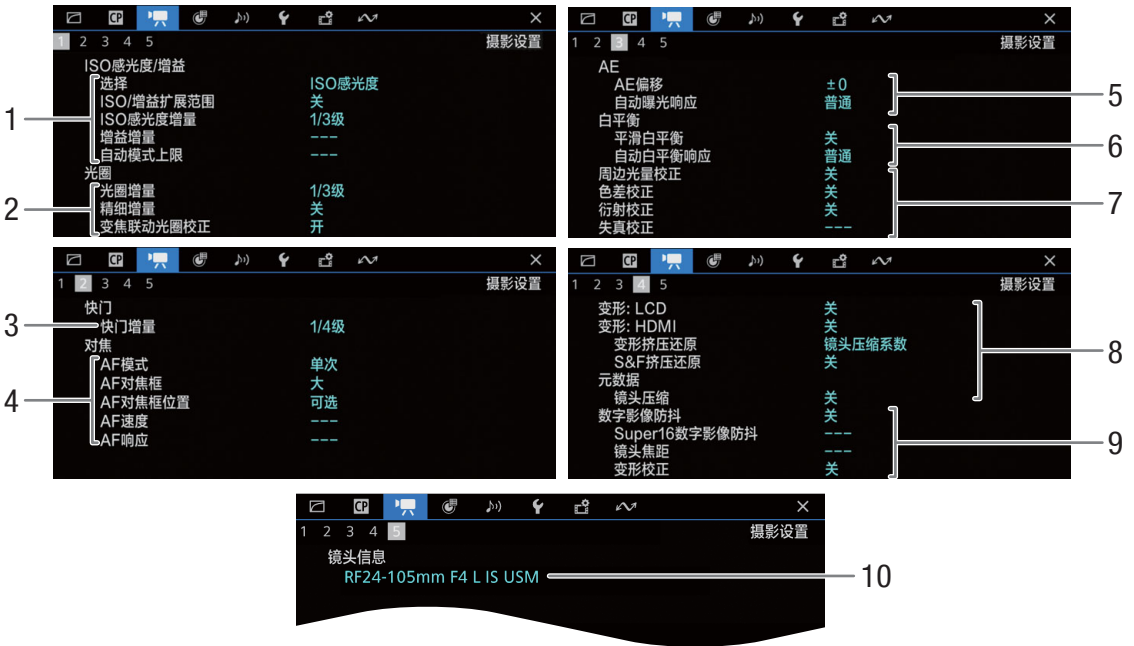 CP
1 2 3 4 5 摄影设置
ISO感光度/增益
1
选择 ISO感光度
ISO/增益扩展范围 关
ISO感光度增量 1/3级
增益增量 ---
自动模式上限 ---
光圈
2
光圈增量 1/3级
精细增量 关
变焦联动光圈校正 开
CP
1 2 3 4 5 摄影设置
AE
AE偏移 ±0
自动曝光响应 普通
5
白平衡
平滑白平衡 关
自动白平衡响应 普通
6
周边光量校正 关
色差校正 关
衍射校正 关
失真校正 ---
7
CP
1 2 3 4 5 摄影设置
快门
3
快门增量 1/4级
对焦
4
AF模式 单次
AF对焦框 大
AF对焦框位置 可选
AF速度 ---
AF响应 ---
CP
1 2 3 4 5 摄影设置
变形: LCD 关
变形: HDMI 关
变形挤压还原 镜头压缩系数
S&F挤压还原 关
元数据
镜头压缩 关
8
数字影像防抖 关
Super16数字影像防抖 ---
镜头焦距 ---
变形校正 关
9
CP
1 2 3 4 5 摄影设置
镜头信息
RF24-105mm F4 L IS USM
10